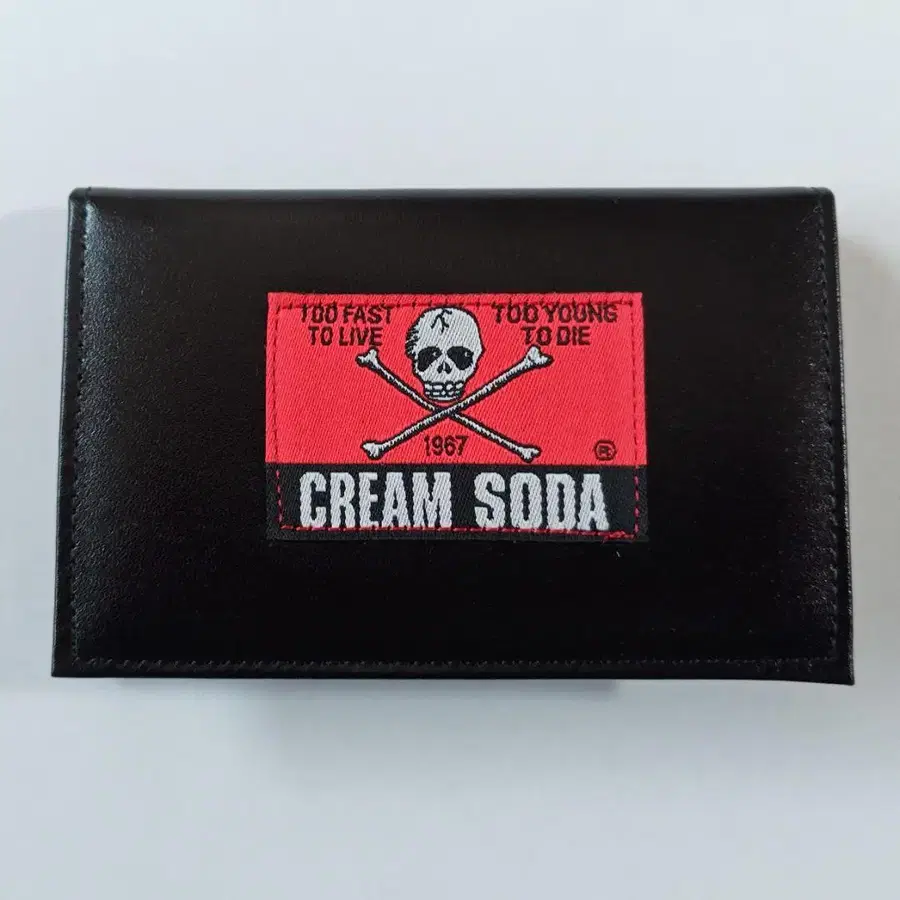 TOO FAST
TO LIVE
TOO YOUNG
TO DIE
1967
®
CREAM SODA